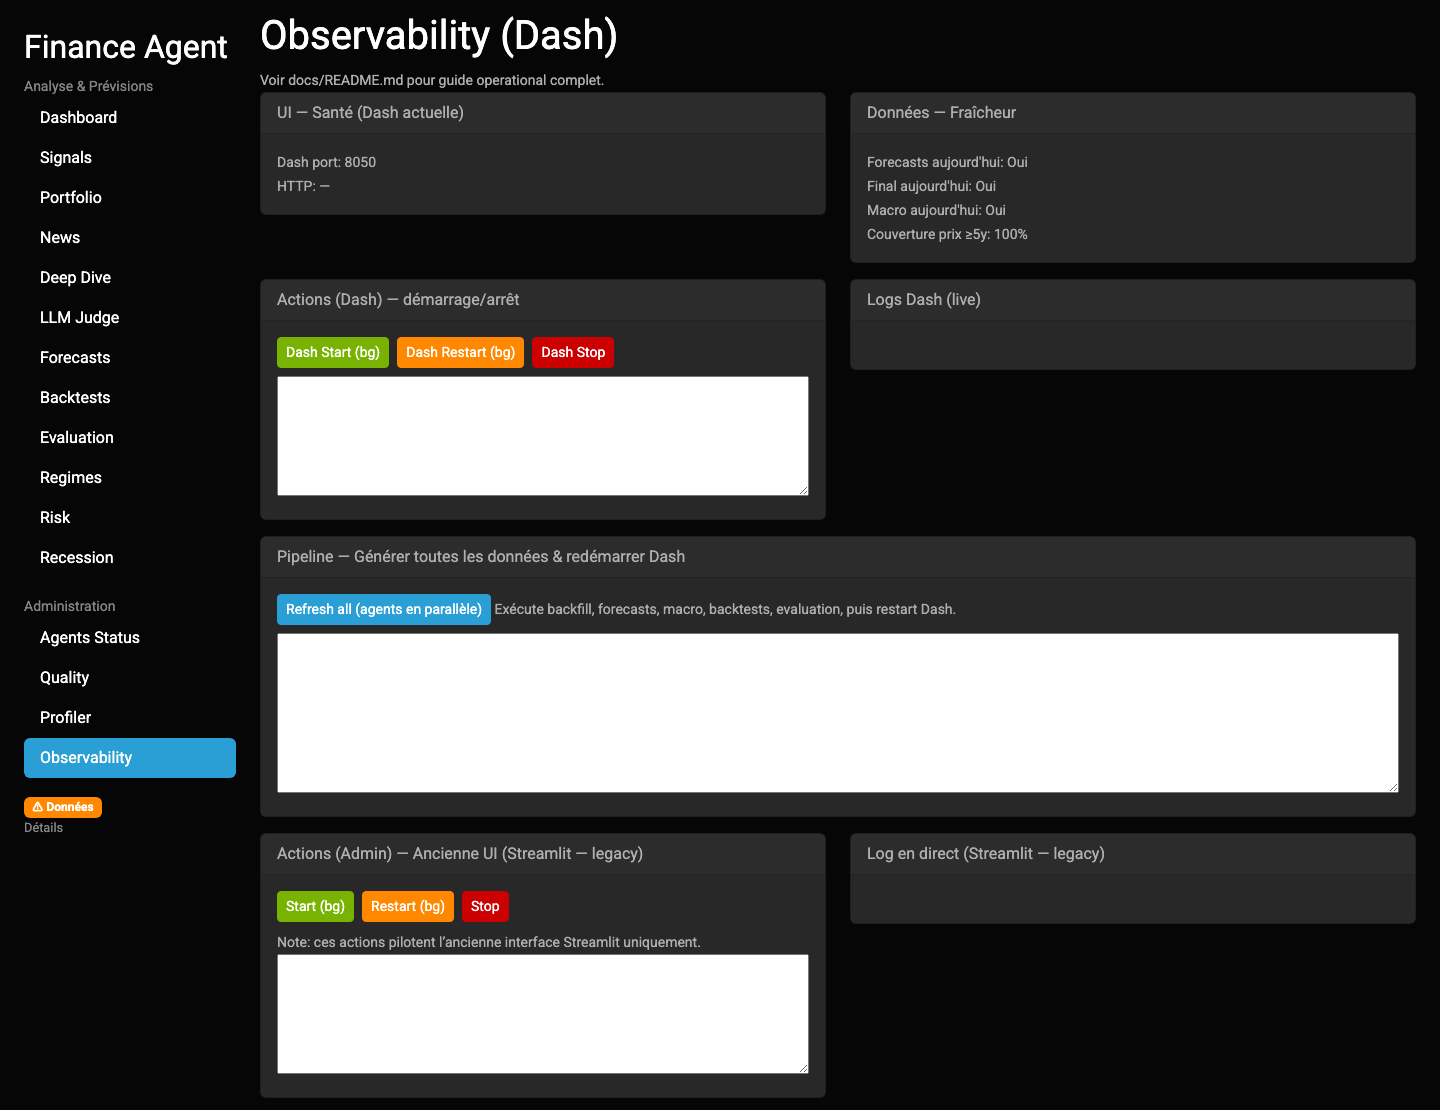 Finance Agent
Analyse & Prévisions
Dashboard
Signals
Portfolio
News
Deep Dive
LLM Judge
Forecasts
Backtests
Evaluation
Regimes
Risk
Recession
Administration
Agents Status
Quality
Profiler
Observability
⚠ Données
Détails
Observability (Dash)
Voir docs/README.md pour guide operational complet.
UI — Santé (Dash actuelle)
Dash port: 8050
HTTP: —
Données — Fraîcheur
Forecasts aujourd'hui: Oui
Final aujourd'hui: Oui
Macro aujourd'hui: Oui
Couverture prix ≥5y: 100%
Actions (Dash) — démarrage/arrêt
Dash Start (bg) Dash Restart (bg) Dash Stop
Logs Dash (live)
Pipeline — Générer toutes les données & redémarrer Dash
Refresh all (agents en parallèle) Exécute backfill, forecasts, macro, backtests, evaluation, puis restart Dash.
Actions (Admin) — Ancienne UI (Streamlit — legacy)
Start (bg) Restart (bg) Stop
Note: ces actions pilotent l’ancienne interface Streamlit uniquement.
Log en direct (Streamlit — legacy)